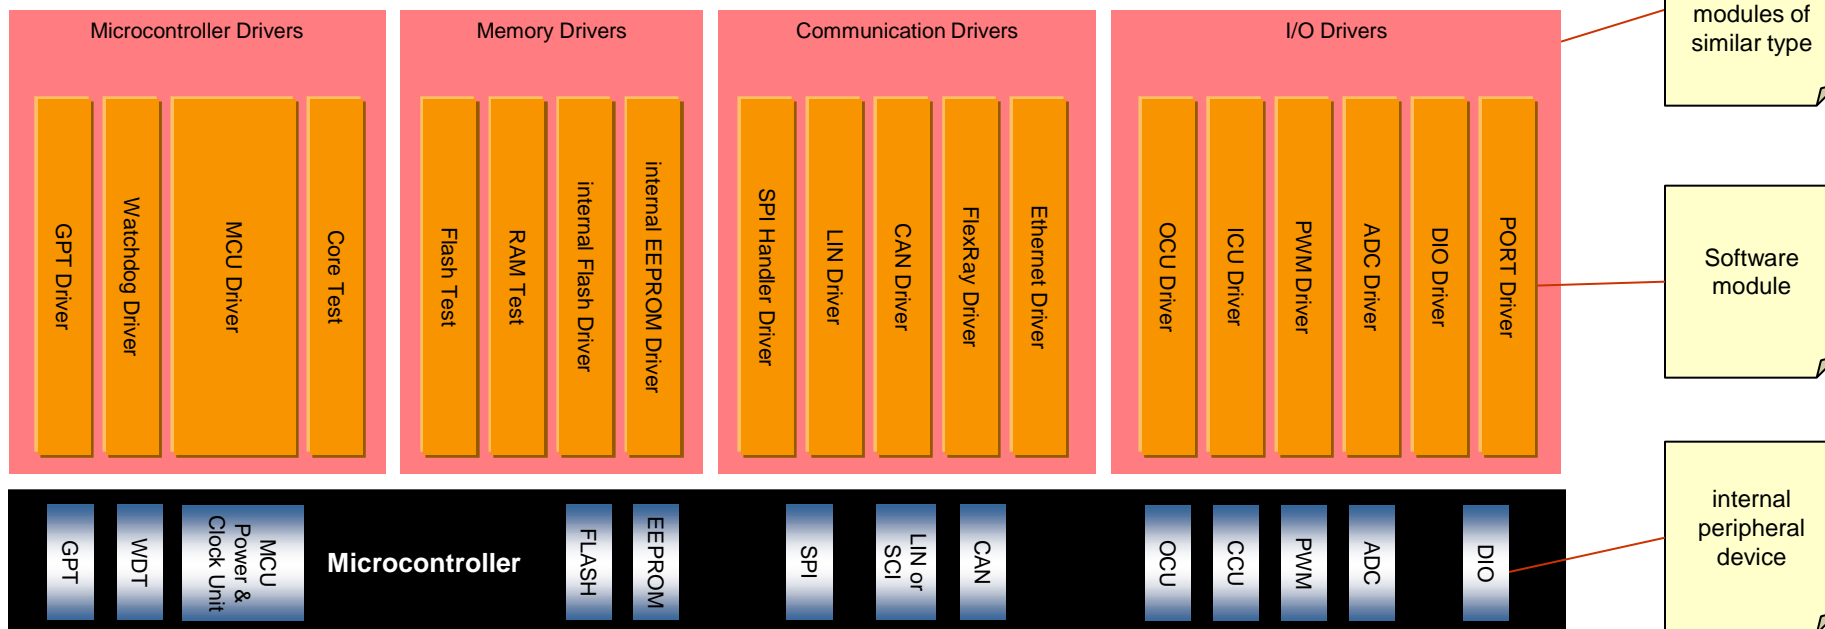 Microcontroller Drivers
Memory Drivers
Communication Drivers
I/O Drivers
modules of
similar type
GPT Driver
Watchdog Driver
MCU Driver
Core Test
Flash Test
RAM Test
internal Flash Driver
internal EEPROM Driver
SPI Handler Driver
LIN Driver
CAN Driver
FlexRay Driver
Ethernet Driver
OCU Driver
ICU Driver
PWM Driver
ADC Driver
DIO Driver
PORT Driver
Software
module
GPT
WDT
MCU
Power &
Clock Unit
Microcontroller
FLASH
EEPROM
SPI
LIN or
SCI
CAN
OCU
CCU
PWM
ADC
DIO
internal
peripheral
device